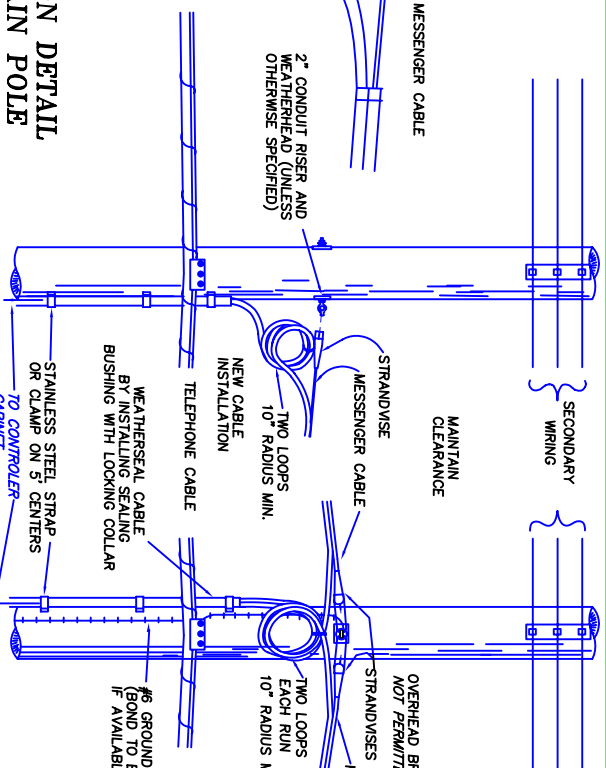 MESSENGER CABLE
2" CONDUIT RISER AND
WEATHERHEAD (UNLESS
OTHERWISE SPECIFIED)
N DETAIL
IN POLE
SECONDARY
WIRING
MAINTAIN
CLEARANCE
STRANDVISE
MESSENGER CABLE
TWO LOOPS
10" RADIUS MIN.
NEW CABLE
INSTALLATION
TELEPHONE CABLE
WEATHERSEAL CABLE
BY INSTALLING SEALING
BUSHING WITH LOCKING COLLAR
STAINLESS STEEL STRAP
OR CLAMP ON 5' CENTERS
TO CONTROLER
CABINET
OVERHEAD BR
NOT PERMITT
STRANDVISES
TWO LOOPS
EACH RUN
10" RADIUS M
#6 GROUND
(BOND TO E
IF AVAILABL